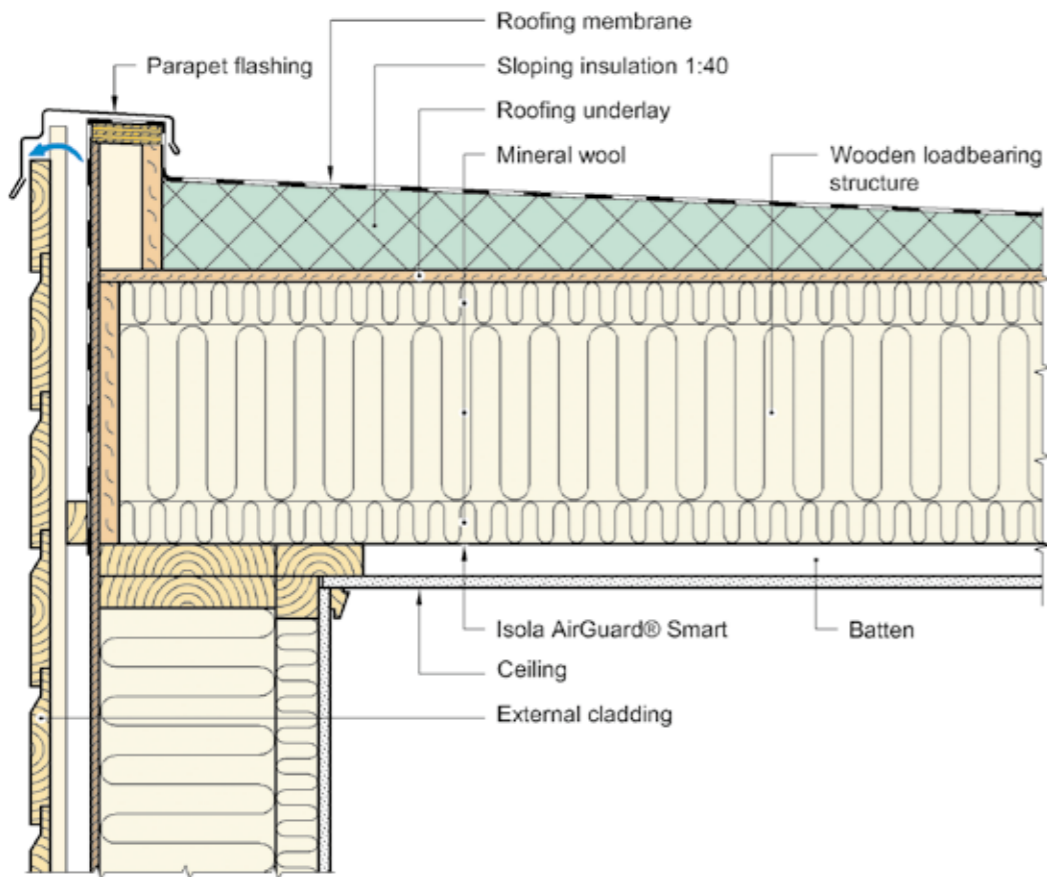 Roofing membrane
Parapet flashing
Sloping insulation 1:40
Roofing underlay
Mineral wool
Wooden loadbearing
structure
Isola AirGuard® Smart
Batten
Ceiling
External cladding